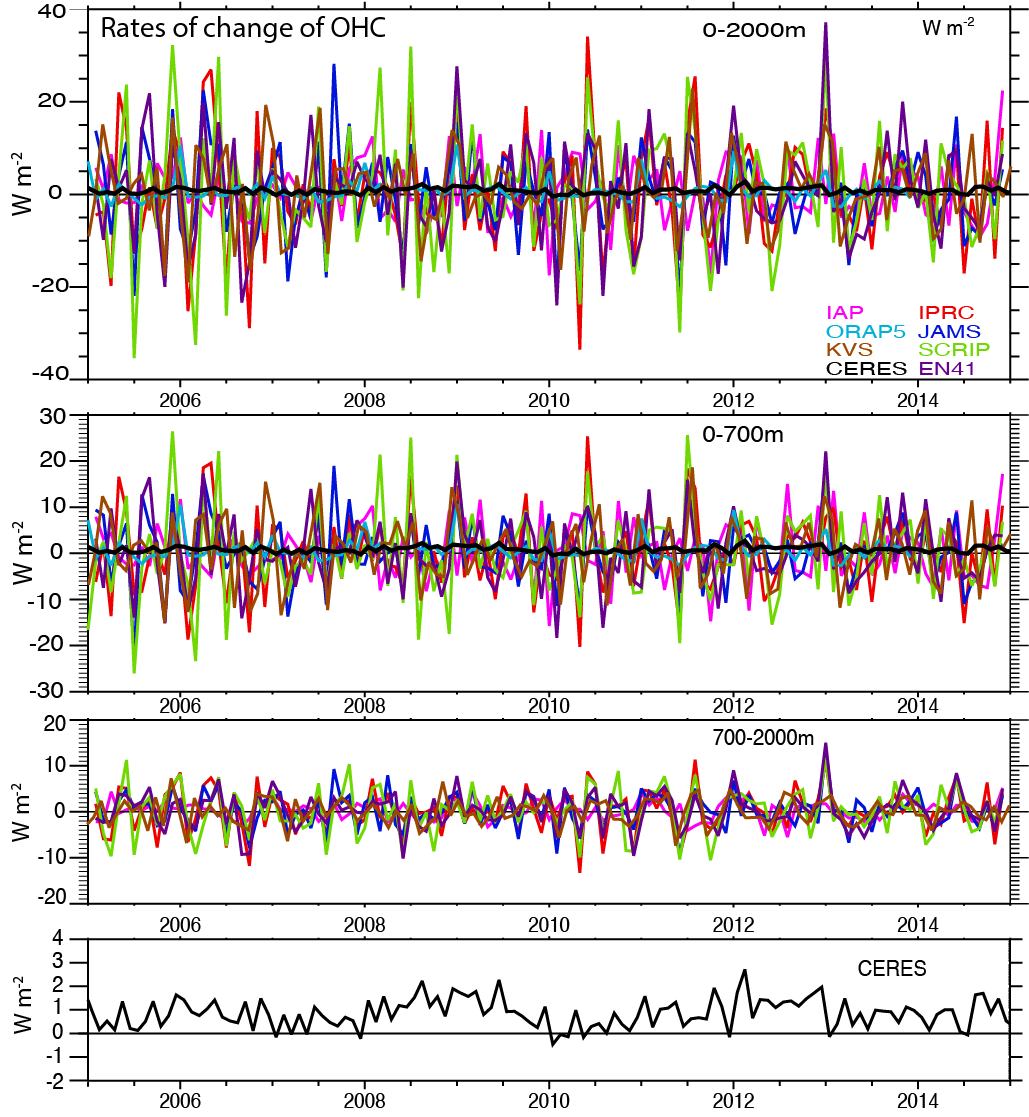 Rates of change of OHC
0-2000m
W m-2
40
20
0
-20
-40
W m-2
IAP IPRC
ORAP5 JAMS
KVS SCRIP
CERES EN41
2006 2008 2010 2012 2014
0-700m
30
20
10
0
-10
-20
-30
W m-2
2006 2008 2010 2012 2014
700-2000m
20
10
0
-10
-20
W m-2
2006 2008 2010 2012 2014
CERES
4
3
2
1
0
-1
-2
W m-2
2006 2008 2010 2012 2014